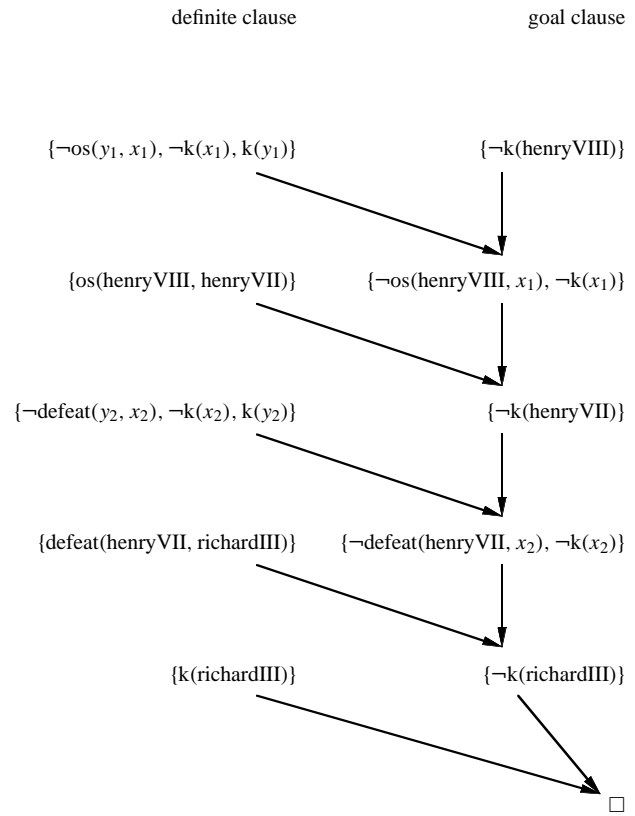 definite clause goal clause
{¬os(y₁, x₁), ¬k(x₁), k(y₁)} {¬k(henryVIII)}
{os(henryVIII, henryVII)} {¬os(henryVIII, x₁), ¬k(x₁)}
{¬defeat(y₂, x₂), ¬k(x₂), k(y₂)} {¬k(henryVII)}
{defeat(henryVII, richardIII)} {¬defeat(henryVII, x₂), ¬k(x₂)}
{k(richardIII)} {¬k(richardIII)}
□